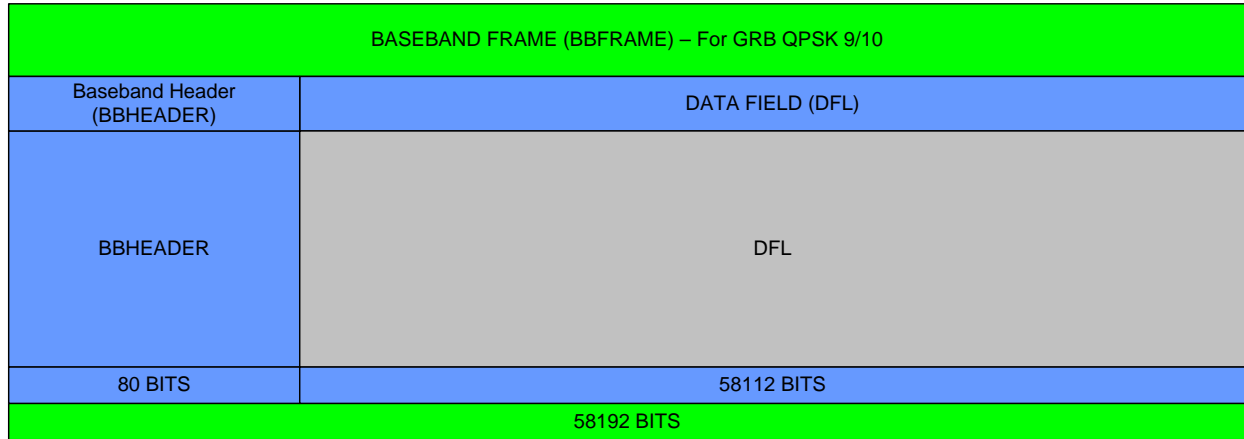 BASEBAND FRAME (BBFRAME) – For GRB QPSK 9/10
Baseband Header
(BBHEADER)
DATA FIELD (DFL)
BBHEADER
DFL
80 BITS
58112 BITS
58192 BITS